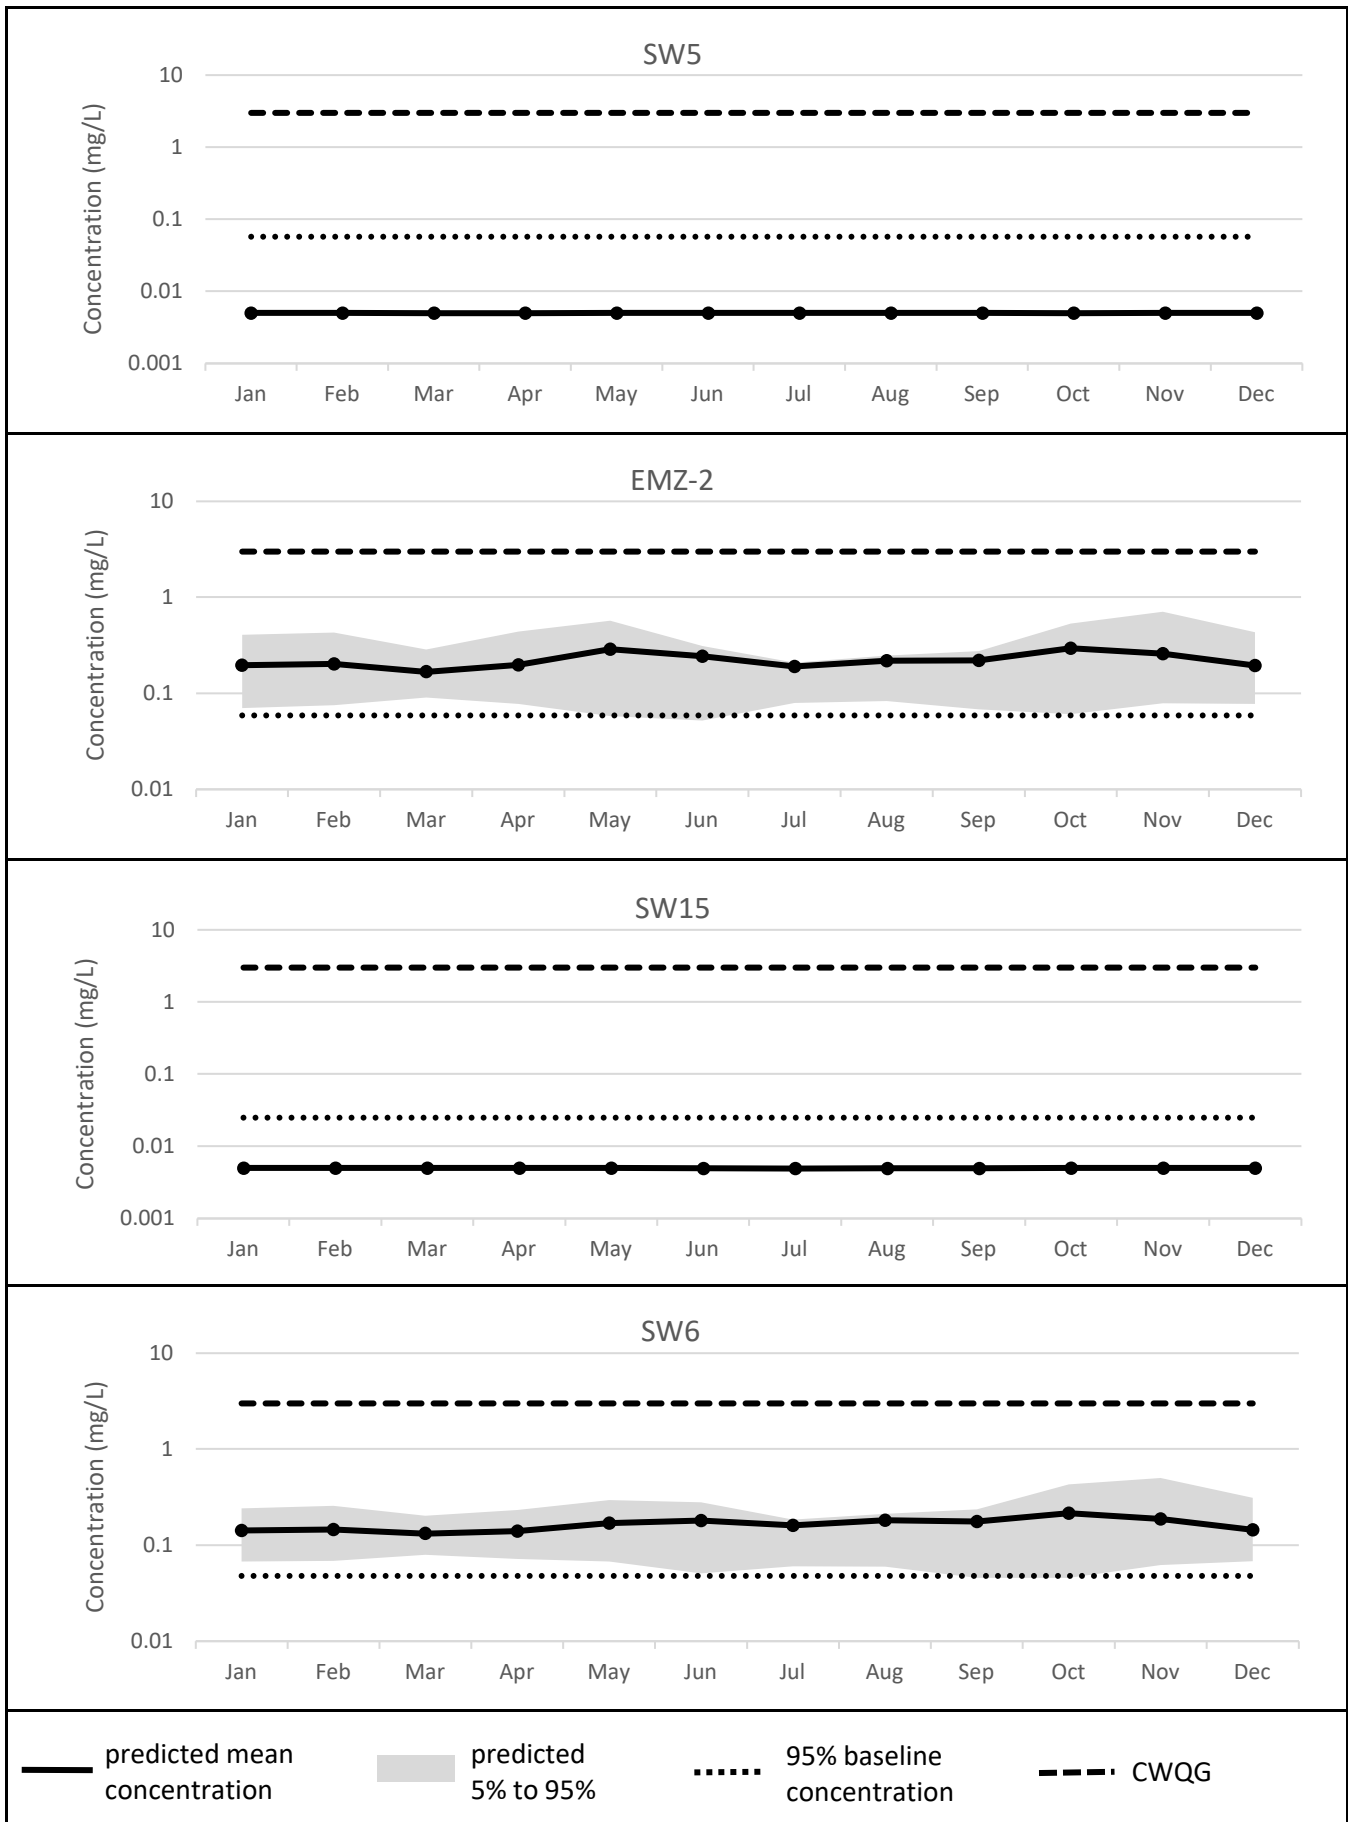 SW5
Concentration (mg/L)
10
1
0.1
0.01
0.001
Jan Feb Mar Apr May Jun Jul Aug Sep Oct Nov Dec
EMZ-2
Concentration (mg/L)
10
1
0.1
0.01
Jan Feb Mar Apr May Jun Jul Aug Sep Oct Nov Dec
SW15
Concentration (mg/L)
10
1
0.1
0.01
0.001
Jan Feb Mar Apr May Jun Jul Aug Sep Oct Nov Dec
SW6
Concentration (mg/L)
10
1
0.1
0.01
Jan Feb Mar Apr May Jun Jul Aug Sep Oct Nov Dec
predicted mean
concentration
predicted
5% to 95%
95% baseline
concentration
CWQG